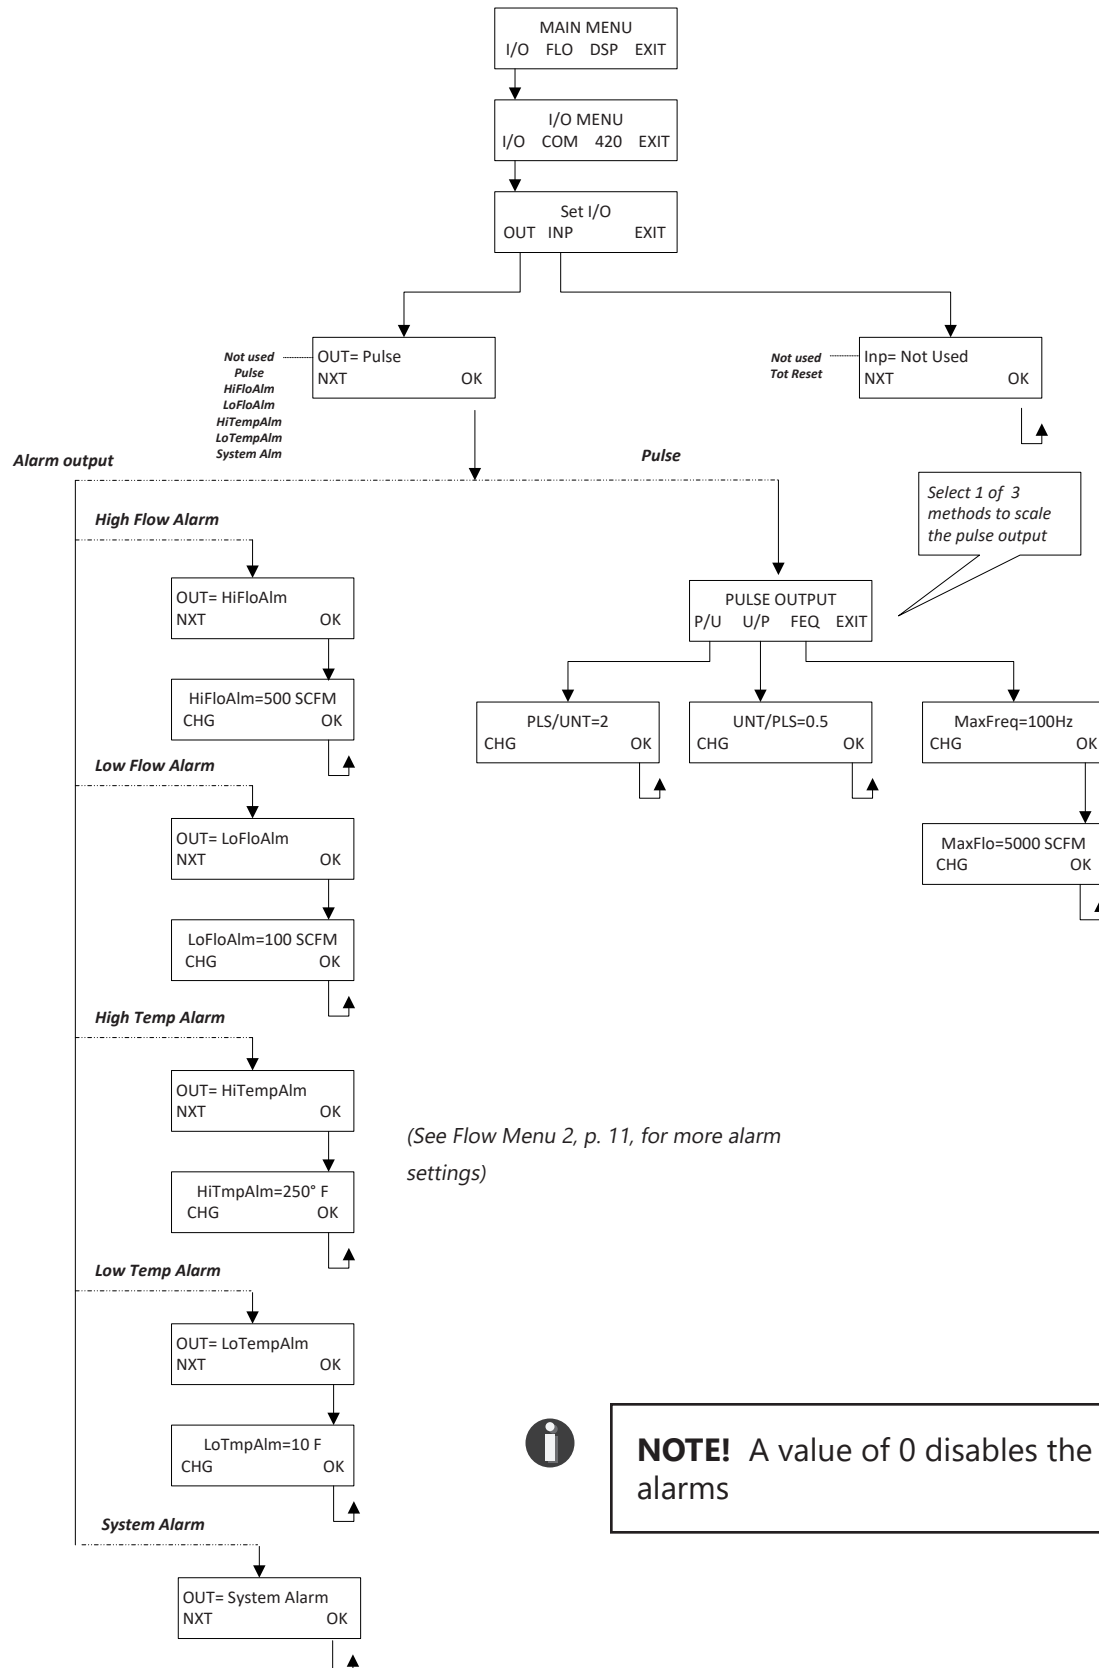 MAIN MENU
I/O FLO DSP EXIT
I/O MENU
I/O COM 420 EXIT
Set I/O
OUT INP EXIT
Not used
Pulse
HiFloAlm
LoFloAlm
HiTempAlm
LoTempAlm
System Alm
OUT= Pulse
NXT OK
Not used
Tot Reset
Inp= Not Used
NXT OK
Alarm output
Pulse
Select 1 of 3
methods to scale
the pulse output
High Flow Alarm
OUT= HiFloAlm
NXT OK
HiFloAlm=500 SCFM
CHG OK
PULSE OUTPUT
P/U U/P FEQ EXIT
PLS/UNT=2
CHG OK
UNT/PLS=0.5
CHG OK
MaxFreq=100Hz
CHG OK
MaxFlo=5000 SCFM
CHG OK
Low Flow Alarm
OUT= LoFloAlm
NXT OK
LoFloAlm=100 SCFM
CHG OK
High Temp Alarm
OUT= HiTempAlm
NXT OK
HiTmpAlm=250° F
CHG OK
(See Flow Menu 2, p. 11, for more alarm
settings)
Low Temp Alarm
OUT= LoTempAlm
NXT OK
LoTmpAlm=10 F
CHG OK
NOTE! A value of 0 disables the
alarms
System Alarm
OUT= System Alarm
NXT OK